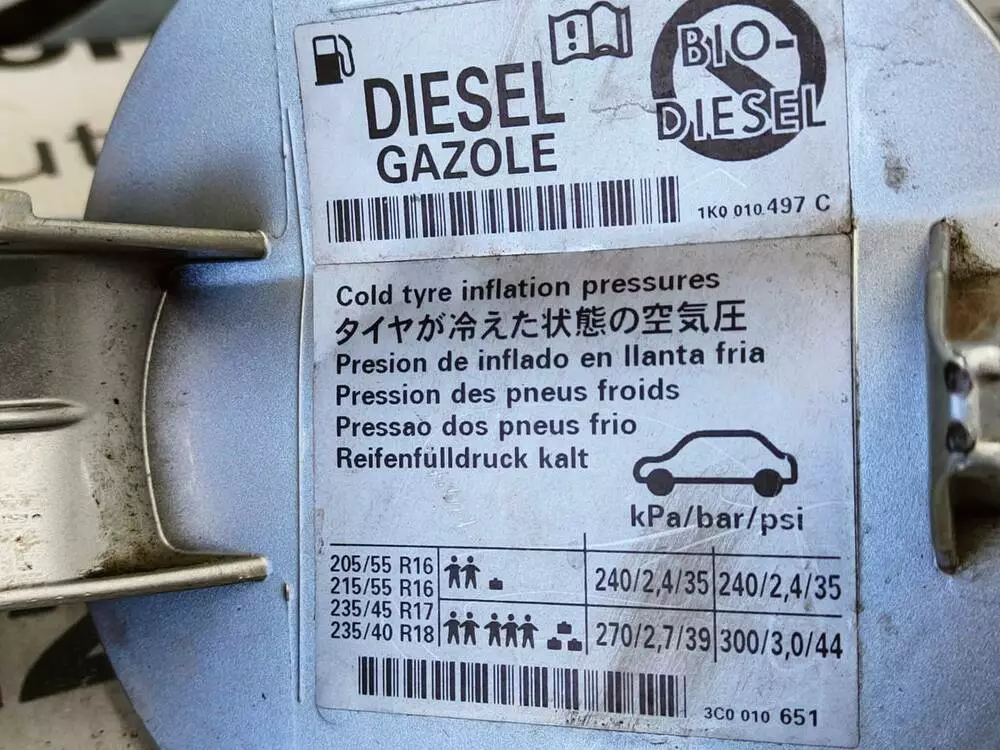 BIO-
DIESEL
DIESEL
GAZOLE
1K0 010 497 C
Cold tyre inflation pressures
タイヤが冷えた状態の空気圧
Presion de inflado en llanta fria
Pression des pneus froids
Pressaò dos pneus frio
Reifenfülldruck kalt
kPa/bar/psi
205/55 R16
215/55 R16
235/45 R17
235/40 R18
240/2,4/35 240/2,4/35
270/2,7/39 300/3,0/44
3C0 010 651